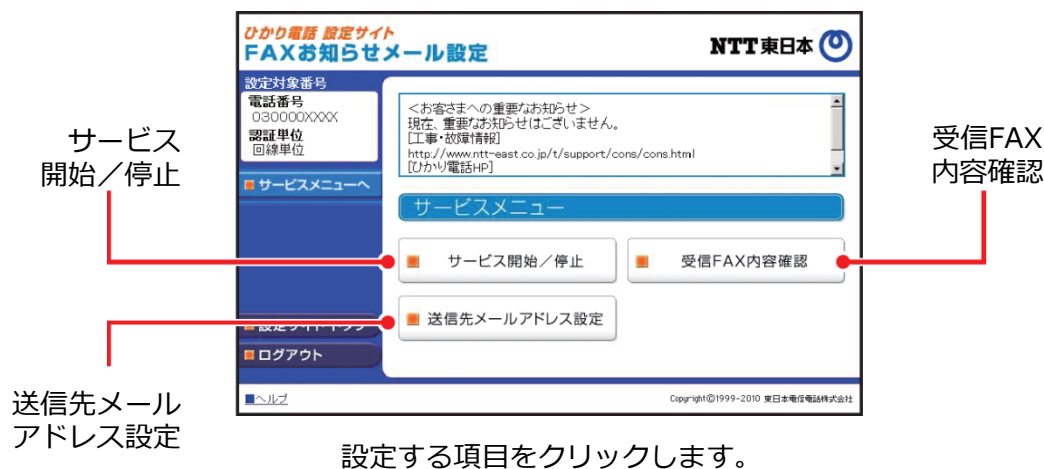 ひかり電話 設定サイト
FAXお知らせメール設定
NTT東日本
設定対象番号
電話番号
030000XXXX
認証単位
回線単位
サービスメニューへ
設定サイトトップ
ログアウト
<お客さまへの重要なお知らせ>
現在、重要なお知らせはございません。
[工事・故障情報]
http://www.ntt-east.co.jp/t/support/cons/cons.html
[ひかり電話HP]
サービスメニュー
サービス開始/停止
受信FAX内容確認
送信先メールアドレス設定
ヘルプ
Copyright©1999-2010 東日本電信電話株式会社
サービス
開始/停止
受信FAX
内容確認
送信先メール
アドレス設定
設定する項目をクリックします。